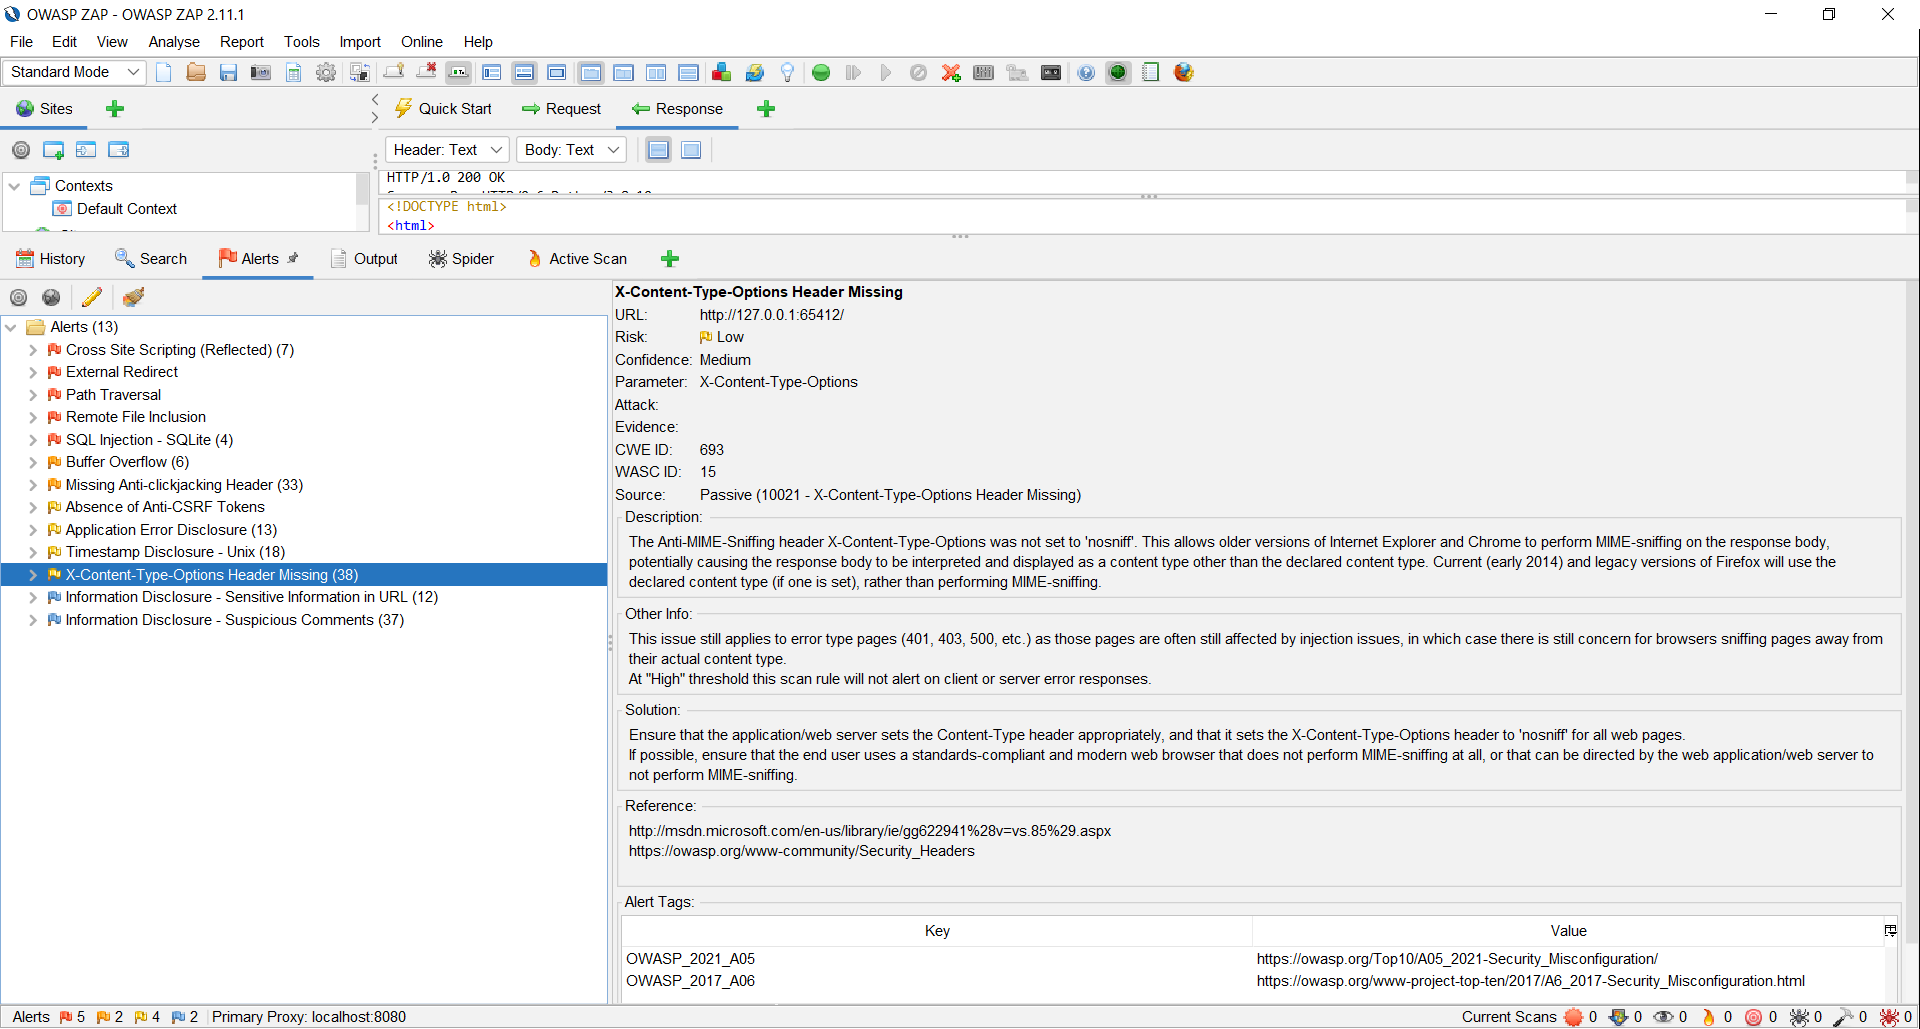 OWASP ZAP - OWASP ZAP 2.11.1
File Edit View Analyse Report Tools Import Online Help
Standard Mode
Sites
Quick Start Request Response
Header: Text Body: Text
Contexts
Default Context
HTTP/1.0 200 OK
<!DOCTYPE html>
<html>
History Search Alerts Output Spider Active Scan
Alerts (13)
Cross Site Scripting (Reflected) (7)
External Redirect
Path Traversal
Remote File Inclusion
SQL Injection - SQLite (4)
Buffer Overflow (6)
Missing Anti-clickjacking Header (33)
Absence of Anti-CSRF Tokens
Application Error Disclosure (13)
Timestamp Disclosure - Unix (18)
X-Content-Type-Options Header Missing (38)
Information Disclosure - Sensitive Information in URL (12)
Information Disclosure - Suspicious Comments (37)
X-Content-Type-Options Header Missing
URL: http://127.0.0.1:65412/
Risk: Low
Confidence: Medium
Parameter: X-Content-Type-Options
Attack:
Evidence:
CWE ID: 693
WASC ID: 15
Source: Passive (10021 - X-Content-Type-Options Header Missing)
Description:
The Anti-MIME-Sniffing header X-Content-Type-Options was not set to 'nosniff'. This allows older versions of Internet Explorer and Chrome to perform MIME-sniffing on the response body,
potentially causing the response body to be interpreted and displayed as a content type other than the declared content type. Current (early 2014) and legacy versions of Firefox will use the
declared content type (if one is set), rather than performing MIME-sniffing.
Other Info:
This issue still applies to error type pages (401, 403, 500, etc.) as those pages are often still affected by injection issues, in which case there is still concern for browsers sniffing pages away from
their actual content type.
At "High" threshold this scan rule will not alert on client or server error responses.
Solution:
Ensure that the application/web server sets the Content-Type header appropriately, and that it sets the X-Content-Type-Options header to 'nosniff' for all web pages.
If possible, ensure that the end user uses a standards-compliant and modern web browser that does not perform MIME-sniffing at all, or that can be directed by the web application/web server to
not perform MIME-sniffing.
Reference:
http://msdn.microsoft.com/en-us/library/ie/gg622941%28v=vs.85%29.aspx
https://owasp.org/www-community/Security_Headers
Alert Tags:
Key Value
OWASP_2021_A05 https://owasp.org/Top10/A05_2021-Security_Misconfiguration/
OWASP_2017_A06 https://owasp.org/www-project-top-ten/2017/A6_2017-Security_Misconfiguration.html
Alerts 5 2 4 2 Primary Proxy: localhost:8080 Current Scans 0 0 0 0 0 0 0 0